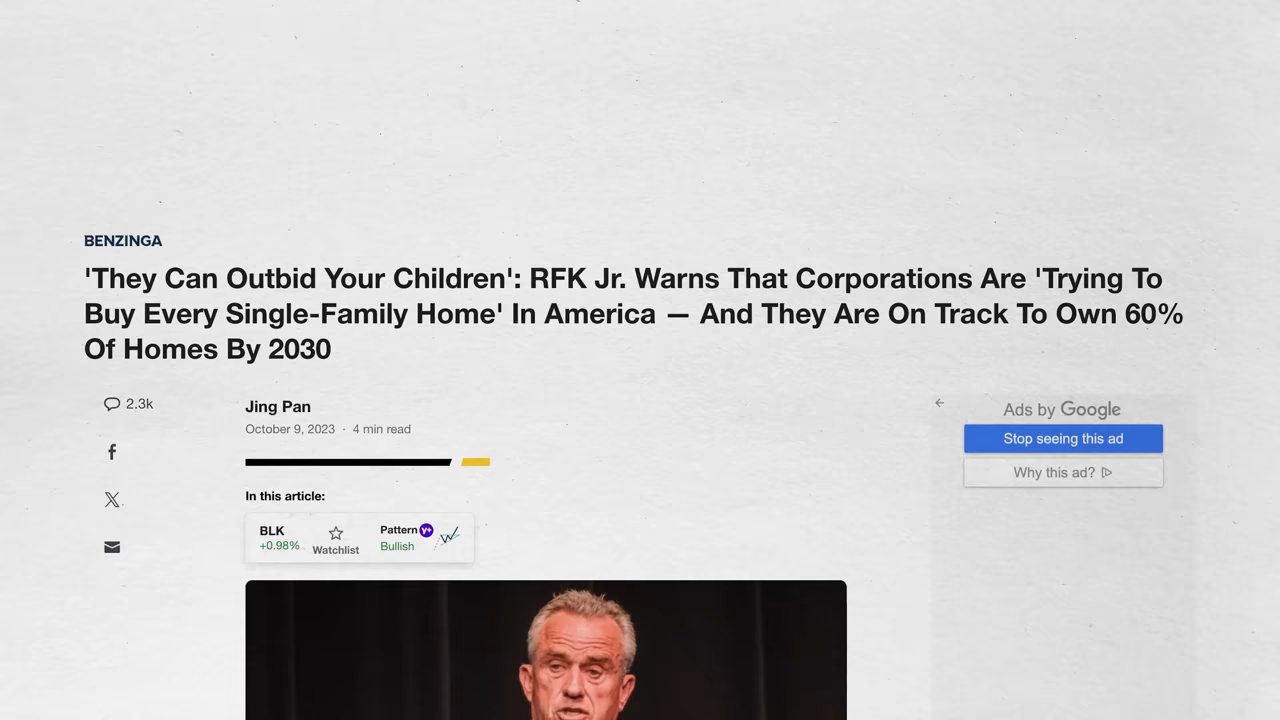 BENZINGA
'They Can Outbid Your Children': RFK Jr. Warns That Corporations Are 'Trying To
Buy Every Single-Family Home' In America — And They Are On Track To Own 60%
Of Homes By 2030
2.3k
Jing Pan
October 9, 2023 · 4 min read
In this article:
BLK
+0.98%
Watchlist
Pattern y+
Bullish
Ads by Google
Stop seeing this ad
Why this ad?